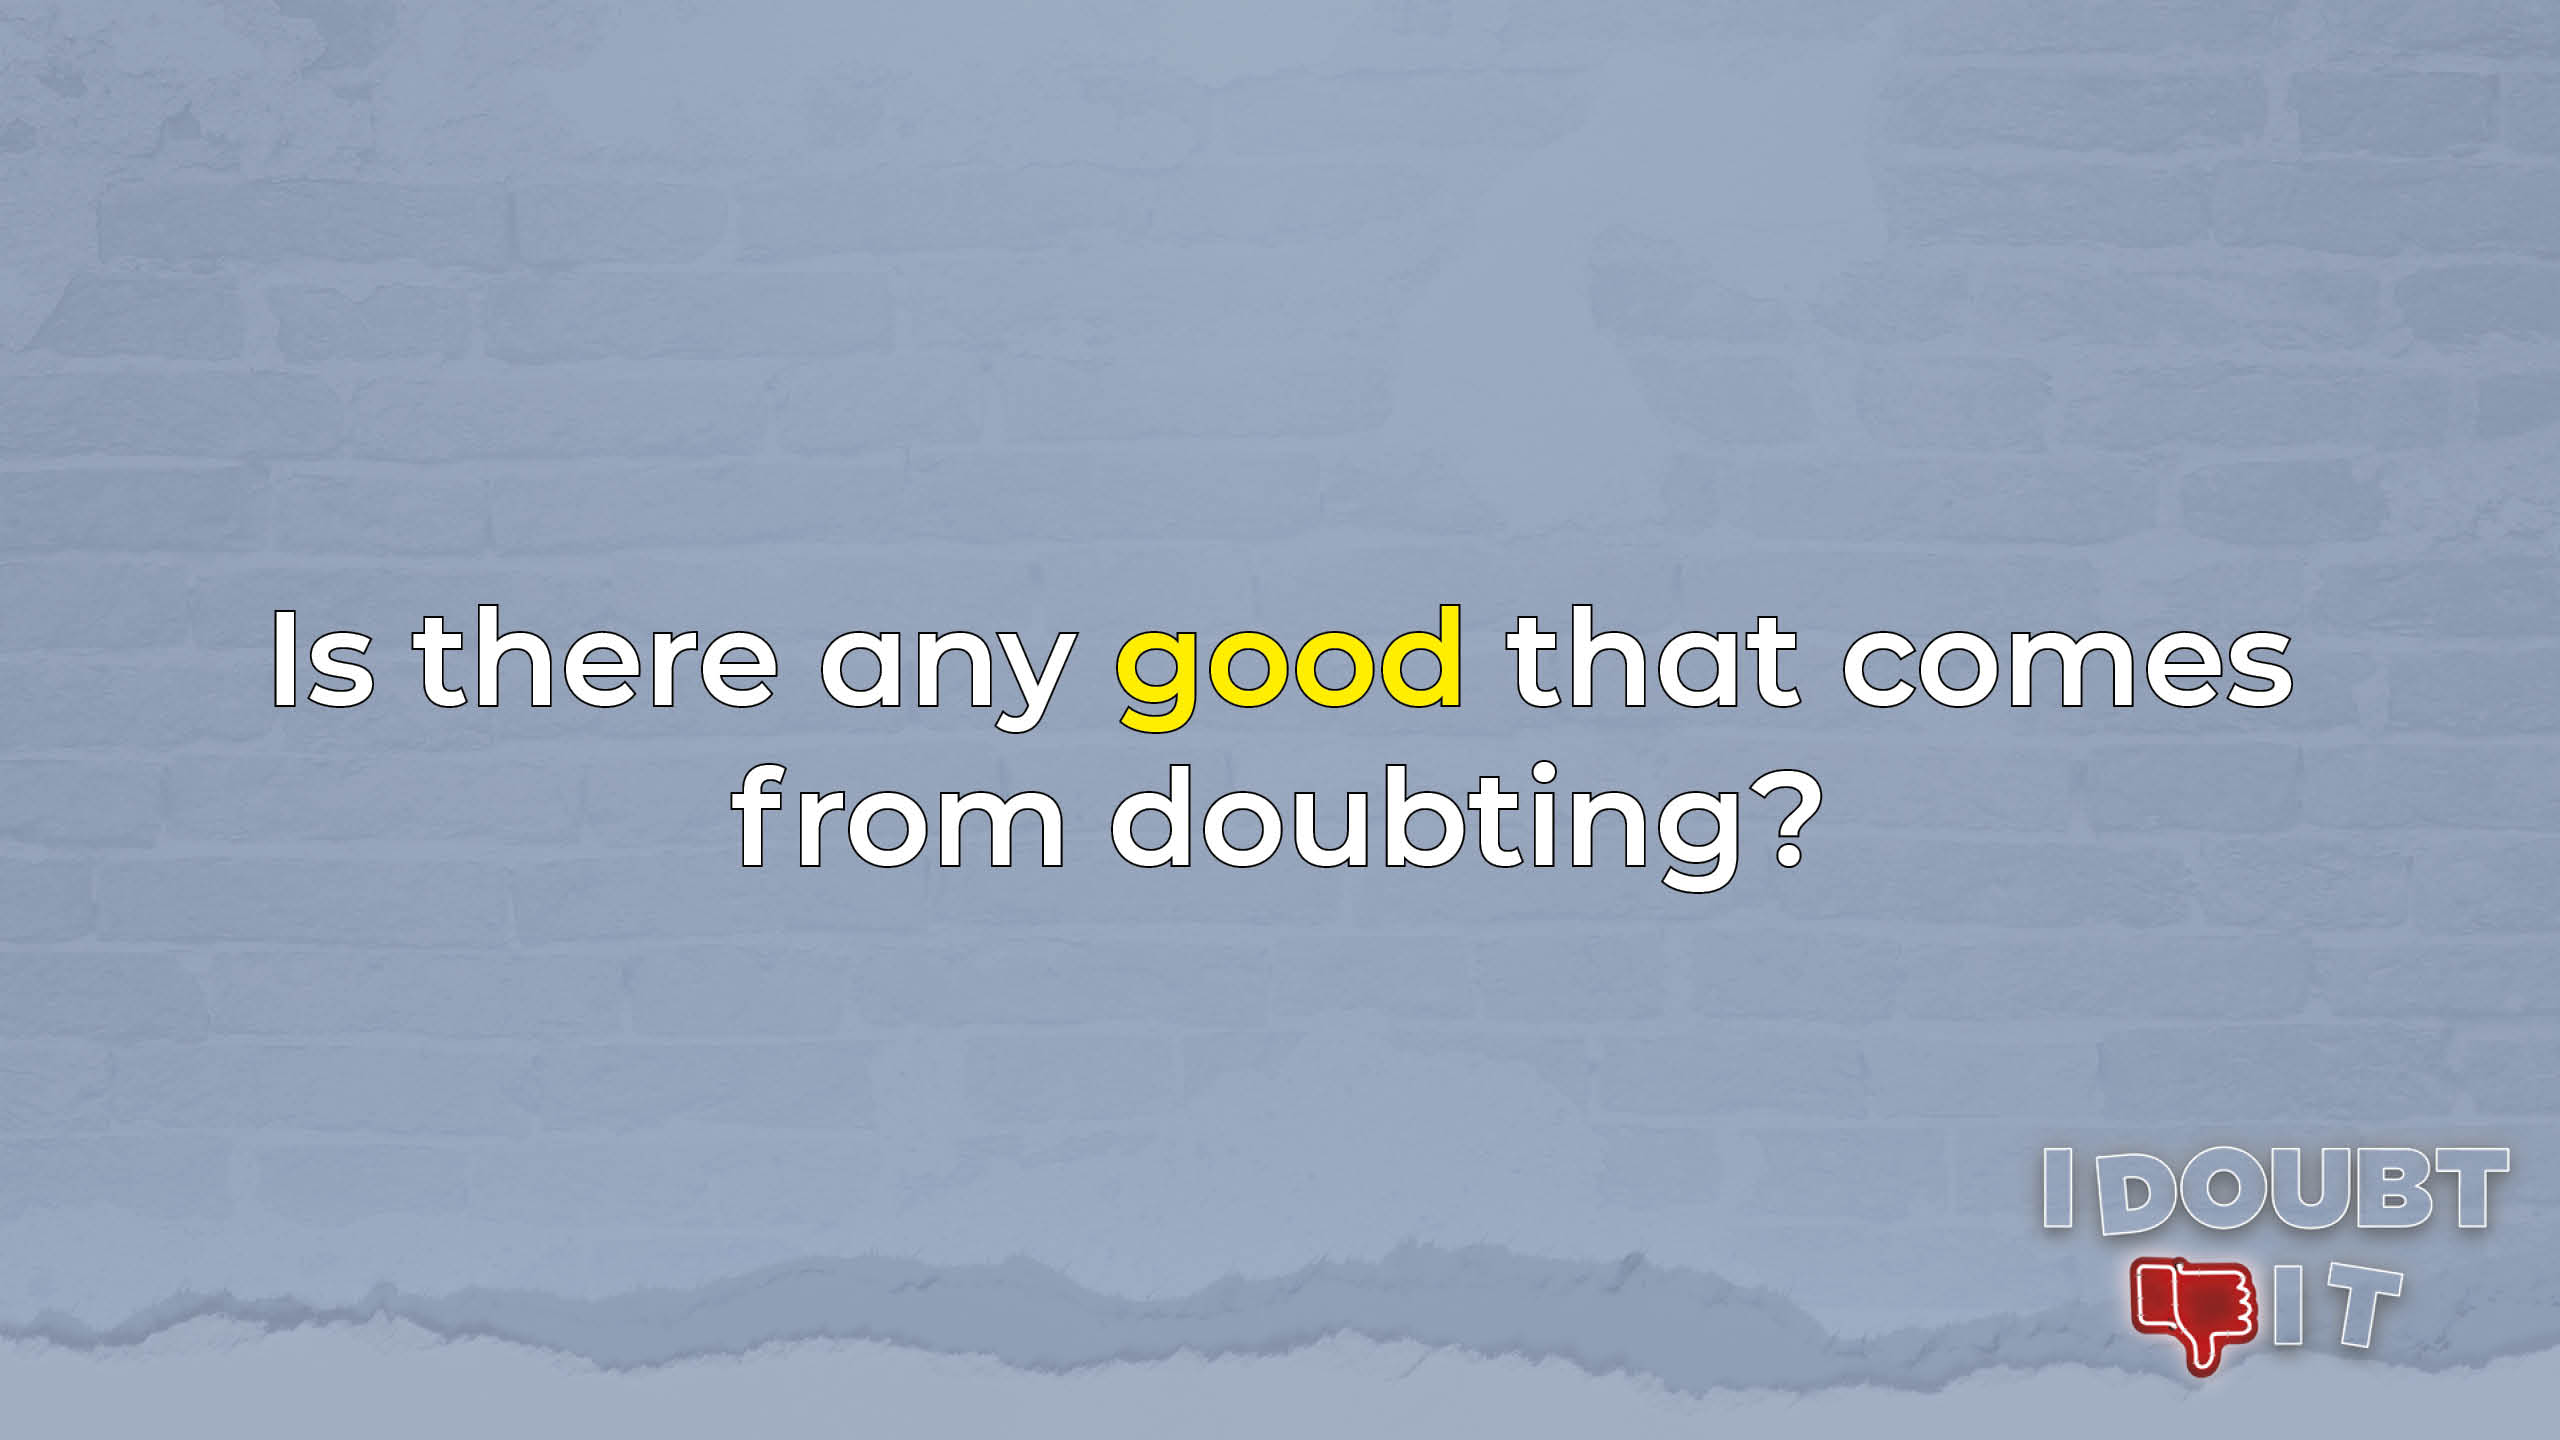 Is there any good that comes
from doubting?
I DOUBT
IT